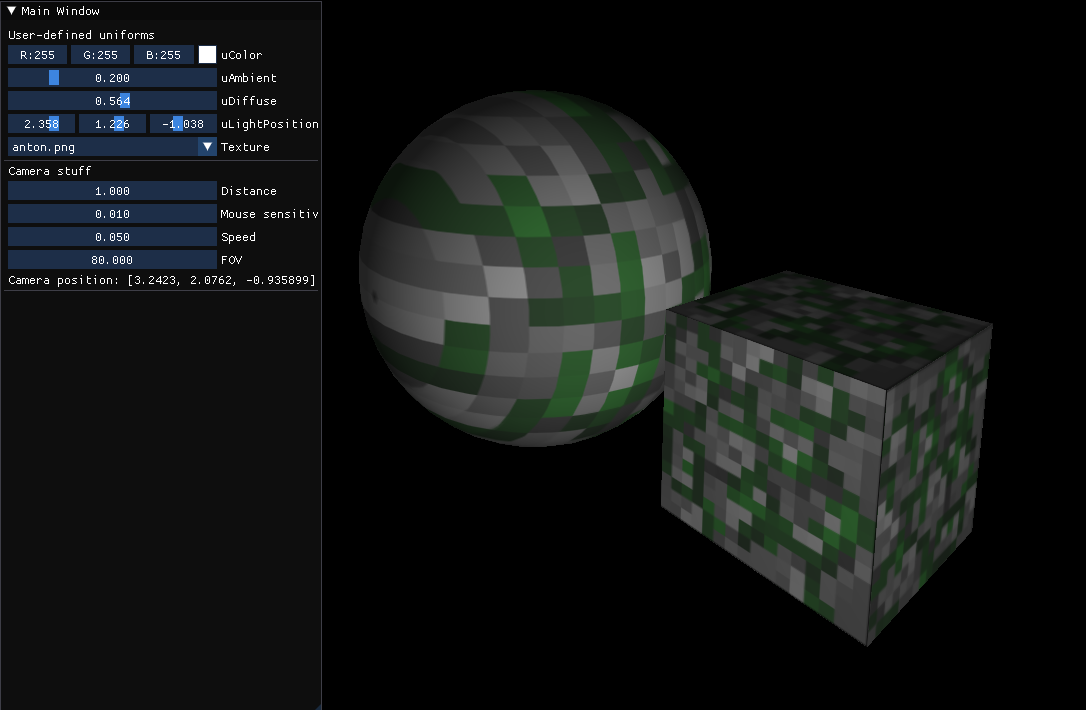 Main Window
User-defined uniforms
R:255 G:255 B:255 uColor
0.200 uAmbient
0.564 uDiffuse
2.358 1.226 -1.038 uLightPosition
anton.png Texture
Camera stuff
1.000 Distance
0.010 Mouse sensitiv
0.050 Speed
80.000 FOV
Camera position: [3.2423, 2.0762, -0.935899]